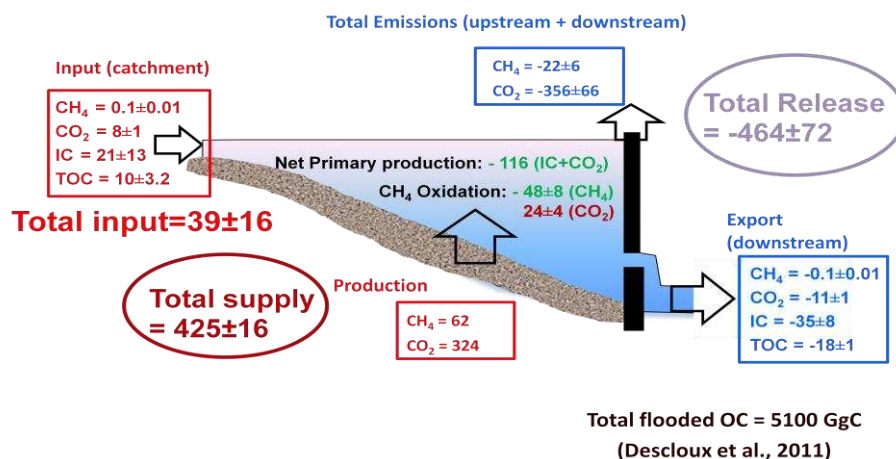 Total Emissions (upstream + downstream)
CH₄ = -22±6
CO₂ = -356±66
Input (catchment)
CH₄ = 0.1±0.01
CO₂ = 8±1
IC = 21±13
TOC = 10±3.2
Total input=39±16
Total Release
= -464±72
Net Primary production: - 116 (IC+CO₂)
CH₄ Oxidation: - 48±8 (CH₄)
24±4 (CO₂)
Total supply
= 425±16
Production
CH₄ = 62
CO₂ = 324
Export
(downstream)
CH₄ = -0.1±0.01
CO₂ = -11±1
IC = -35±8
TOC = -18±1
Total flooded OC = 5100 GgC
(Descloux et al., 2011)